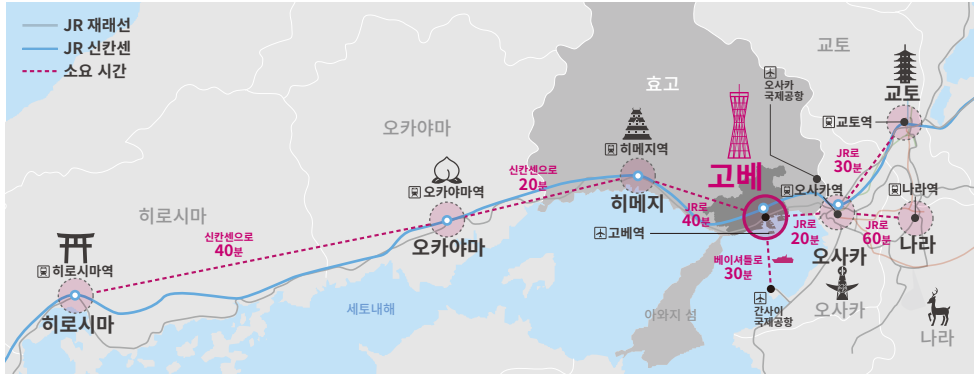 JR 재래선
JR 신칸센
소요 시간
교토
오사카
국제공항
효고
교토
교토역
오카야마
히메지역
JR로
30분
신칸센으로
20분
고베
오카야마역
오사카역
나라역
히메지
JR로
40분
히로시마
오카야마
신칸센으로
40분
고베역
JR로
20분
오사카
JR로
60분
나라
히로시마역
베이셔틀로
30분
세토내해
아와지 섬
간사이
국제공항
오사카
히로시마
나라